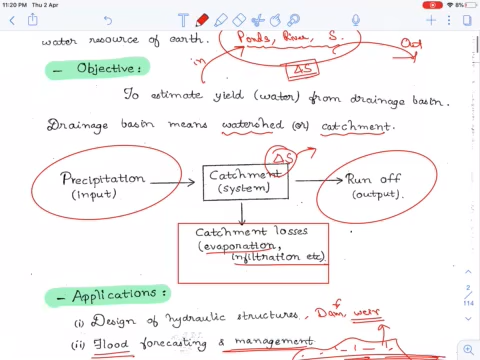 11:20 PM Thu 2 Apr
8%
water resource of earth.
Ponds, River, S.
in
Out
ΔS
- Objective:
To estimate yield (water) from drainage basin.
Drainage basin means watershed (or) catchment.
ΔS
Precipitation
(input)
Catchment
(system)
Run off
(output)
Catchment losses
(evaporation,
infiltration etc)
2
/
114
- Applications:
(i) Design of hydraulic structures, Dam, weir
(ii) Flood forecasting & management